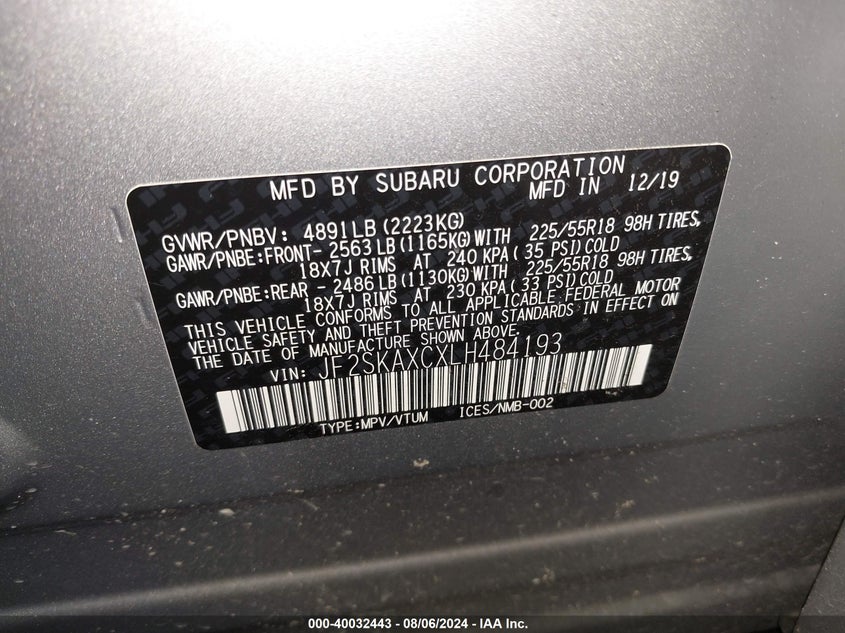 MFD BY SUBARU CORPORATION
MFD IN 12/19
GVWR/PNBV: 4891LB (2223KG)
GAWR/PNBE:FRONT- 2563LB (1165KG) WITH 225/55R18 98H TIRES,
18X7J RIMS AT 240 KPA ( 35 PSI) COLD
GAWR/PNBE:REAR - 2486LB (1130KG) WITH 225/55R18 98H TIRES,
18X7J RIMS AT 230 KPA ( 33 PSI) COLD
THIS VEHICLE CONFORMS TO ALL APPLICABLE FEDERAL MOTOR
VEHICLE SAFETY AND THEFT PREVENTION STANDARDS IN EFFECT ON
THE DATE OF MANUFACTURE SHOWN ABOVE.
VIN: JF2SKAXCXLH484193
TYPE:MPV/VTUM ICES/NMB-002
000-40032443 - 08/06/2024 - IAA Inc.